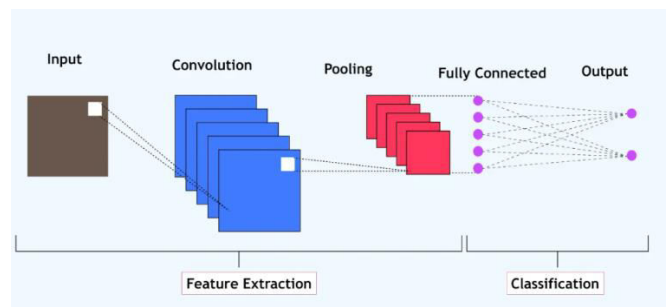 Input
Convolution
Pooling
Fully Connected
Output
Feature Extraction
Classification